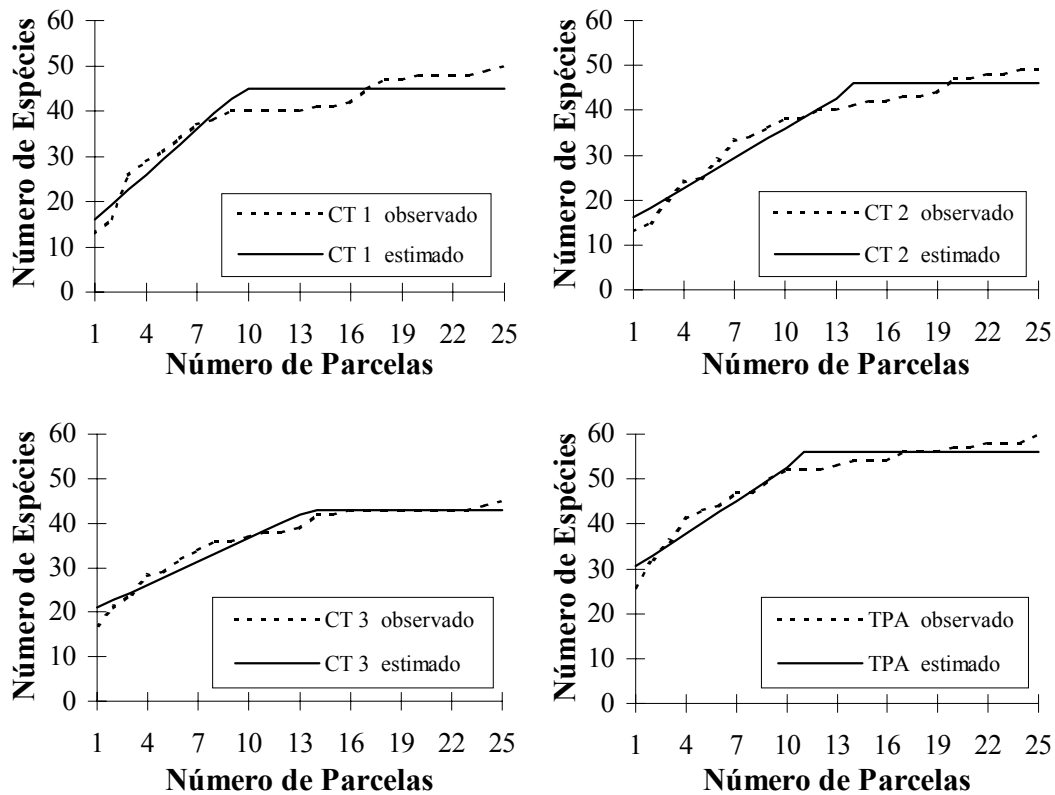 Número de Espécies
60
50
40
30
20
10
0
CT 1 observado
CT 1 estimado
1 4 7 10 13 16 19 22 25
Número de Parcelas
Número de Espécies
60
50
40
30
20
10
0
CT 2 observado
CT 2 estimado
1 4 7 10 13 16 19 22 25
Número de Parcelas
Número de Espécies
60
50
40
30
20
10
0
CT 3 observado
CT 3 estimado
1 4 7 10 13 16 19 22 25
Número de Parcelas
Número de Espécies
60
50
40
30
20
10
0
TPA observado
TPA estimado
1 4 7 10 13 16 19 22 25
Número de Parcelas